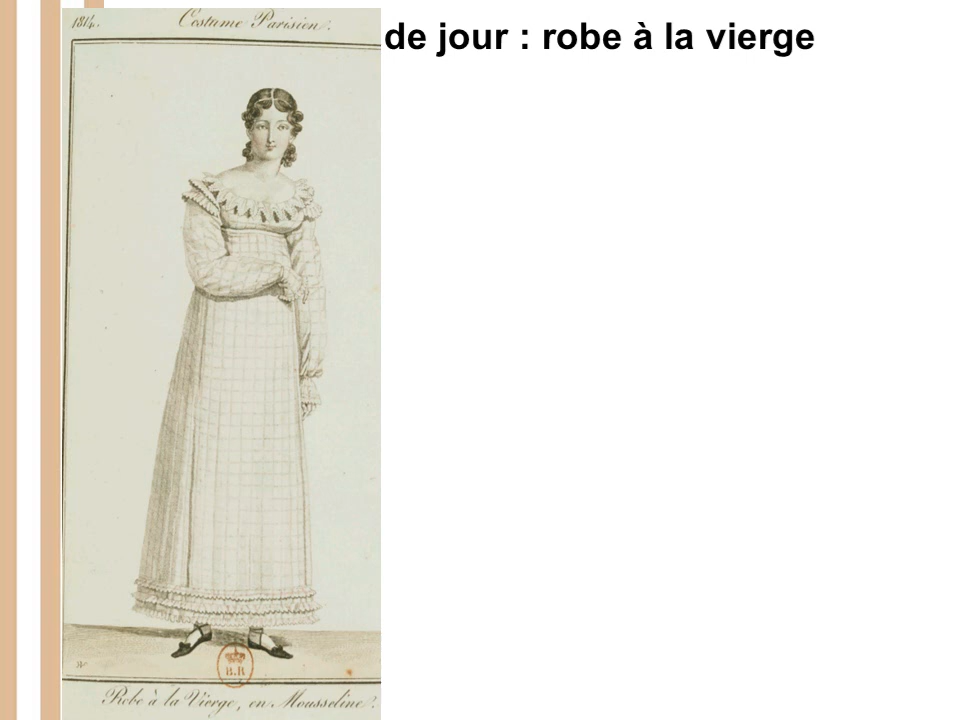 1814.
Costume Parisien.
de jour : robe à la vierge
B.R
Robe à la Vierge, en Mousseline.